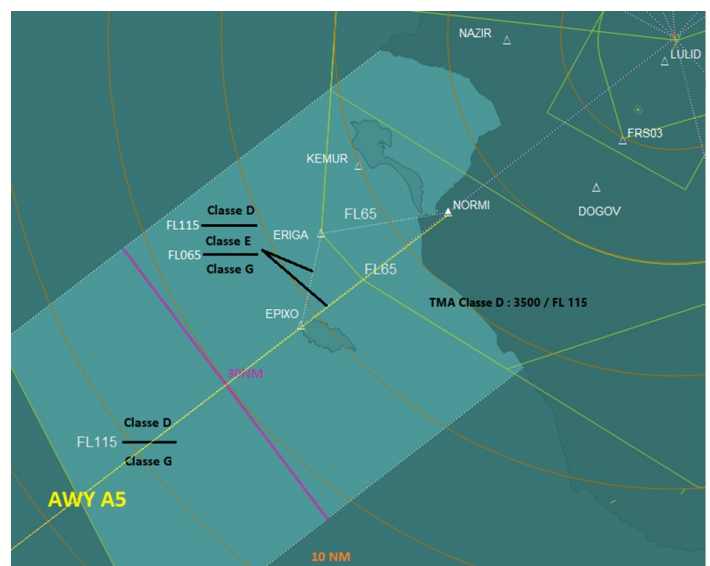 NAZIR
LULID
FRS03
KEMUR
NORMI
DOGOV
Classe D
FL115
Classe E
FL065
Classe G
ERIGA
FL65
FL65
EPIXO
TMA Classe D : 3500 / FL 115
30NM
Classe D
FL115
Classe G
AWY A5
10 NM